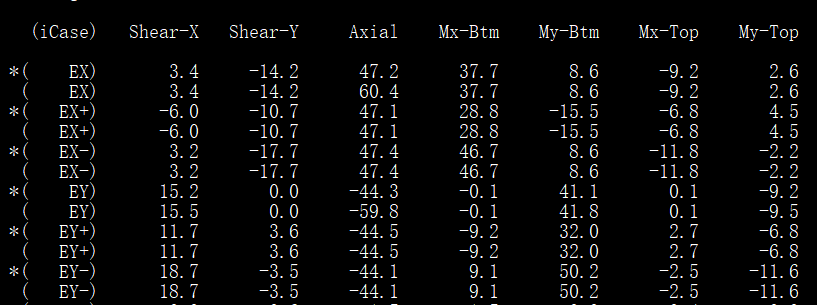 (iCase) Shear-X Shear-Y Axial Mx-Btm My-Btm Mx-Top My-Top
*( EX) 3.4 -14.2 47.2 37.7 8.6 -9.2 2.6
( EX) 3.4 -14.2 60.4 37.7 8.6 -9.2 2.6
*( EX+) -6.0 -10.7 47.1 28.8 -15.5 -6.8 4.5
( EX+) -6.0 -10.7 47.1 28.8 -15.5 -6.8 4.5
*( EX-) 3.2 -17.7 47.4 46.7 8.6 -11.8 -2.2
( EX-) 3.2 -17.7 47.4 46.7 8.6 -11.8 -2.2
*( EY) 15.2 0.0 -44.3 -0.1 41.1 0.1 -9.2
( EY) 15.5 0.0 -59.8 -0.1 41.8 0.1 -9.5
*( EY+) 11.7 3.6 -44.5 -9.2 32.0 2.7 -6.8
( EY+) 11.7 3.6 -44.5 -9.2 32.0 2.7 -6.8
*( EY-) 18.7 -3.5 -44.1 9.1 50.2 -2.5 -11.6
( EY-) 18.7 -3.5 -44.1 9.1 50.2 -2.5 -11.6